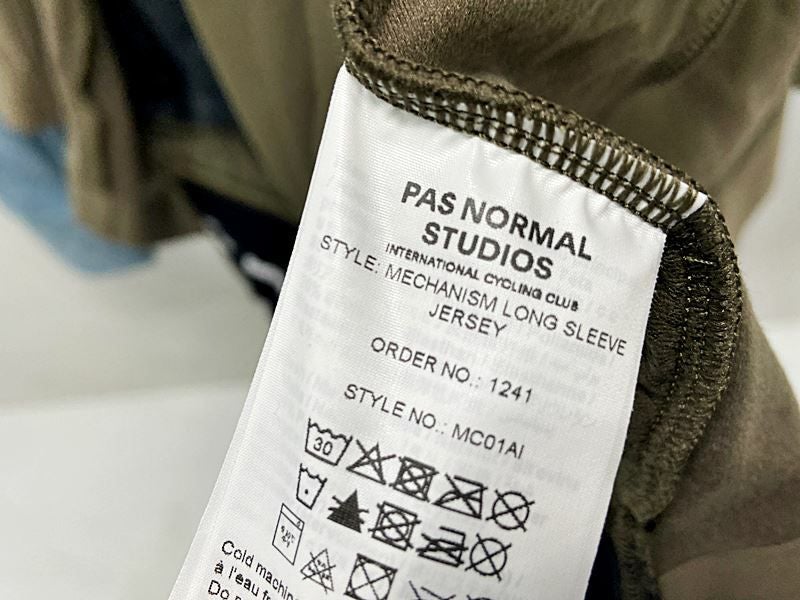 PAS NORMAL
STUDIOS
INTERNATIONAL CYCLING CLUB
STYLE: MECHANISM LONG SLEEVE
JERSEY
ORDER NO.: 1241
STYLE NO.: MC01AI
30
Cold machin
à l'eau f
Do